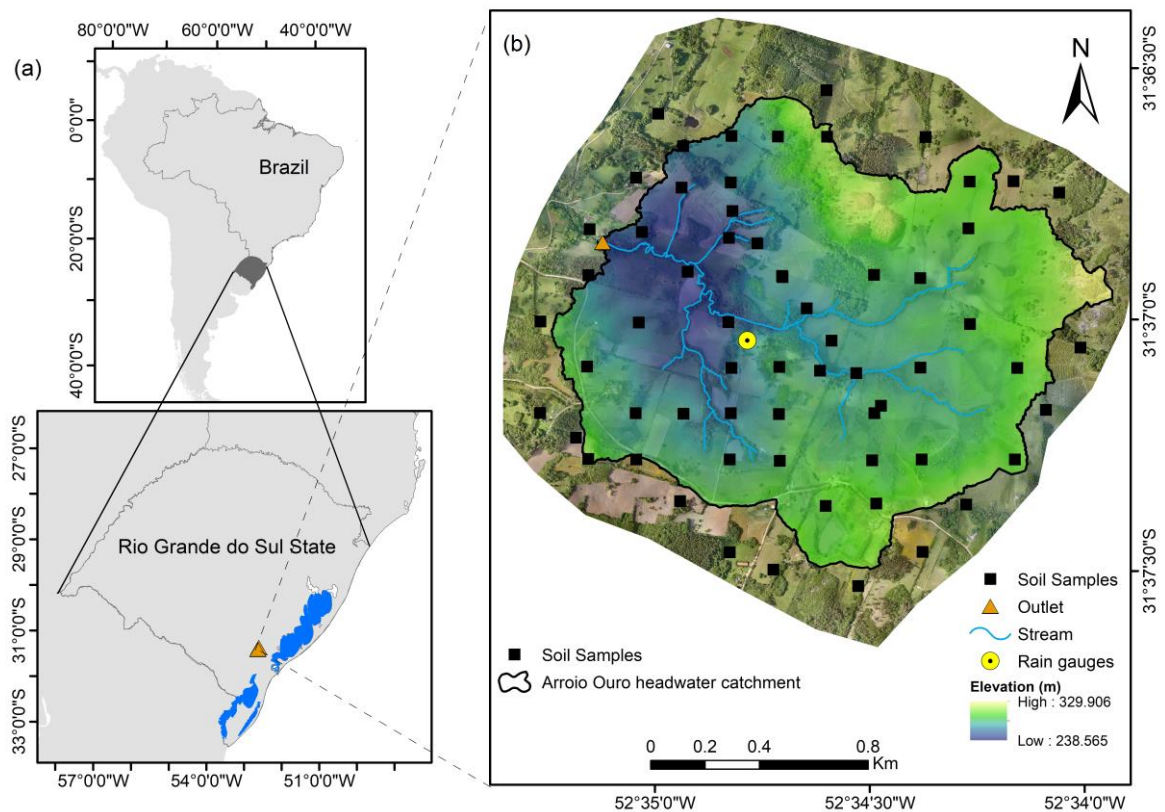 (a)
80°0'0"W
60°0'0"W
40°0'0"W
0°0'0"
20°0'0"S
40°0'0"S
Brazil
27°0'0"S
29°0'0"S
31°0'0"S
33°0'0"S
Rio Grande do Sul State
57°0'0"W
54°0'0"W
51°0'0"W
(b)
N
31°36'30"S
31°37'0"S
31°37'30"S
Soil Samples
Arroio Ouro headwater catchment
Soil Samples
Outlet
Stream
Rain gauges
Elevation (m)
High : 329.906
Low : 238.565
0 0.2 0.4 0.8
Km
52°35'0"W
52°34'30"W
52°34'0"W